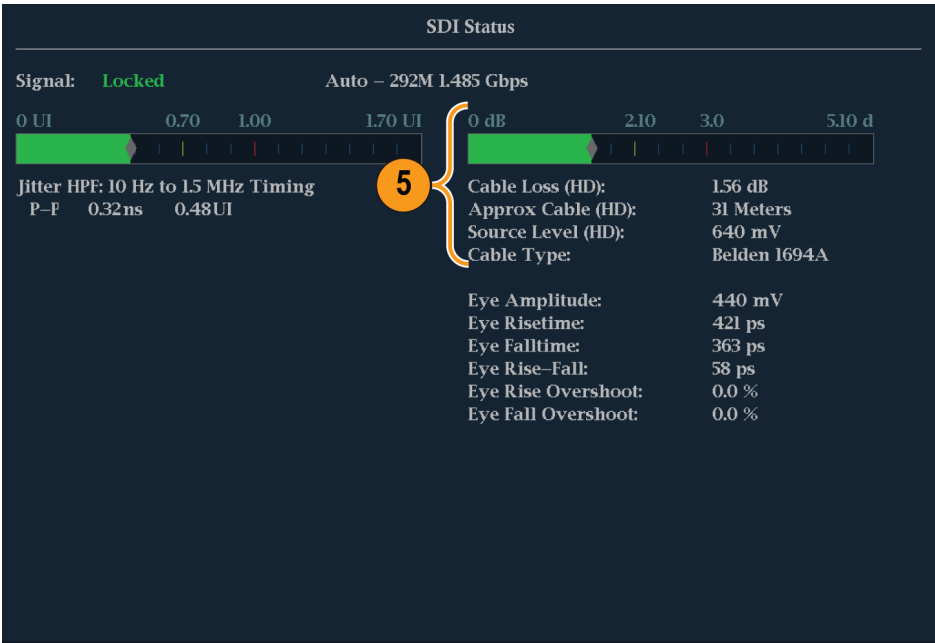 SDI Status
Signal: Locked Auto – 292M 1.485 Gbps
0 UI 0.70 1.00 1.70 UI
0 dB 2.10 3.0 5.10 d
Jitter HPF: 10 Hz to 1.5 MHz Timing
P–P 0.32ns 0.48UI
5
Cable Loss (HD): 1.56 dB
Approx Cable (HD): 31 Meters
Source Level (HD): 640 mV
Cable Type: Belden 1694A
Eye Amplitude: 440 mV
Eye Risetime: 421 ps
Eye Falltime: 363 ps
Eye Rise–Fall: 58 ps
Eye Rise Overshoot: 0.0 %
Eye Fall Overshoot: 0.0 %